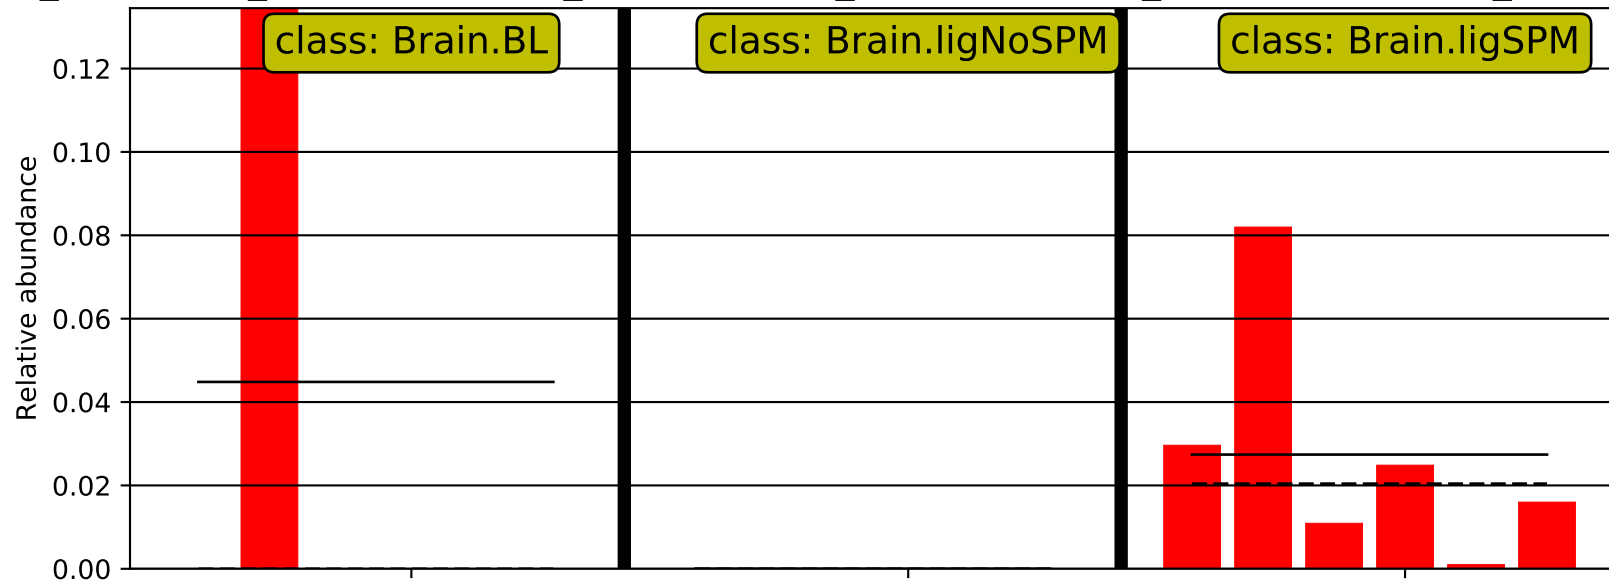 class: Brain.BL
class: Brain.ligNoSPM
class: Brain.ligSPM
Relative abundance
0.12
0.10
0.08
0.06
0.04
0.02
0.00